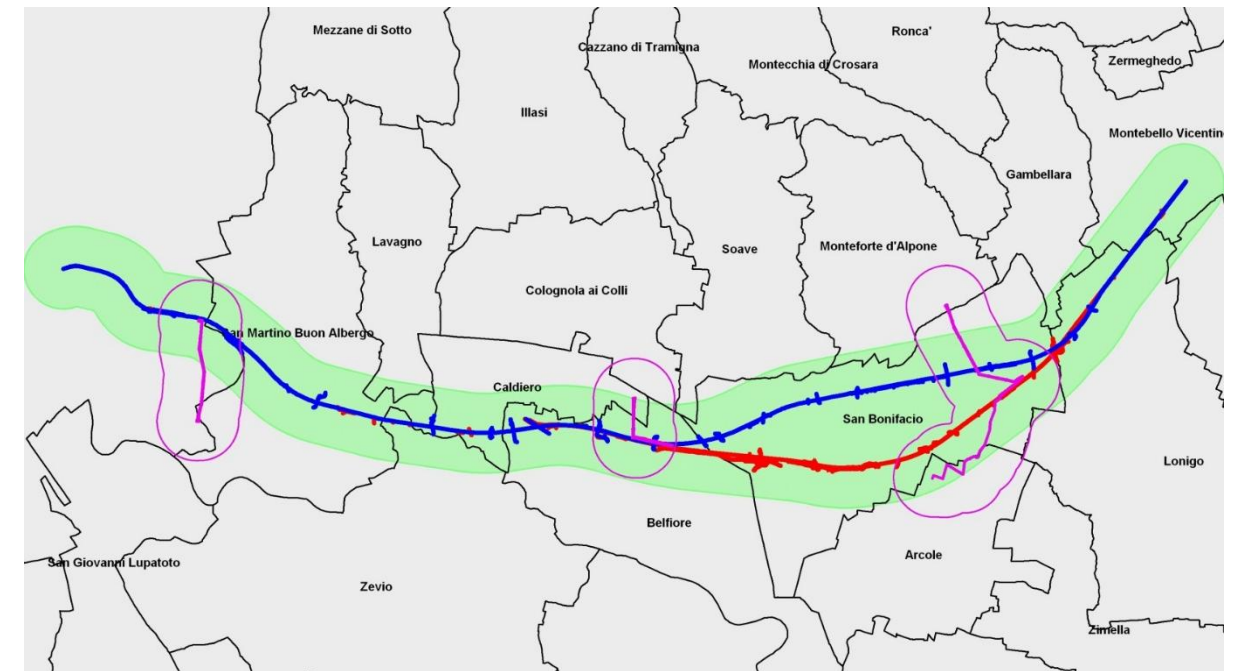 Mezzane di Sotto
Ronca'
Cazzano di Tramigna
Montecchia di Crosara
Zermeghedo
Illasi
Montebello Vicentin
Gambellara
Lavagno
Soave
Monteforte d'Alpone
Colognola ai Colli
San Martino Buon Albergo
Caldiero
San Bonifacio
Lonigo
Belfiore
Arcole
San Giovanni Lupatoto
Zevio
Zimella